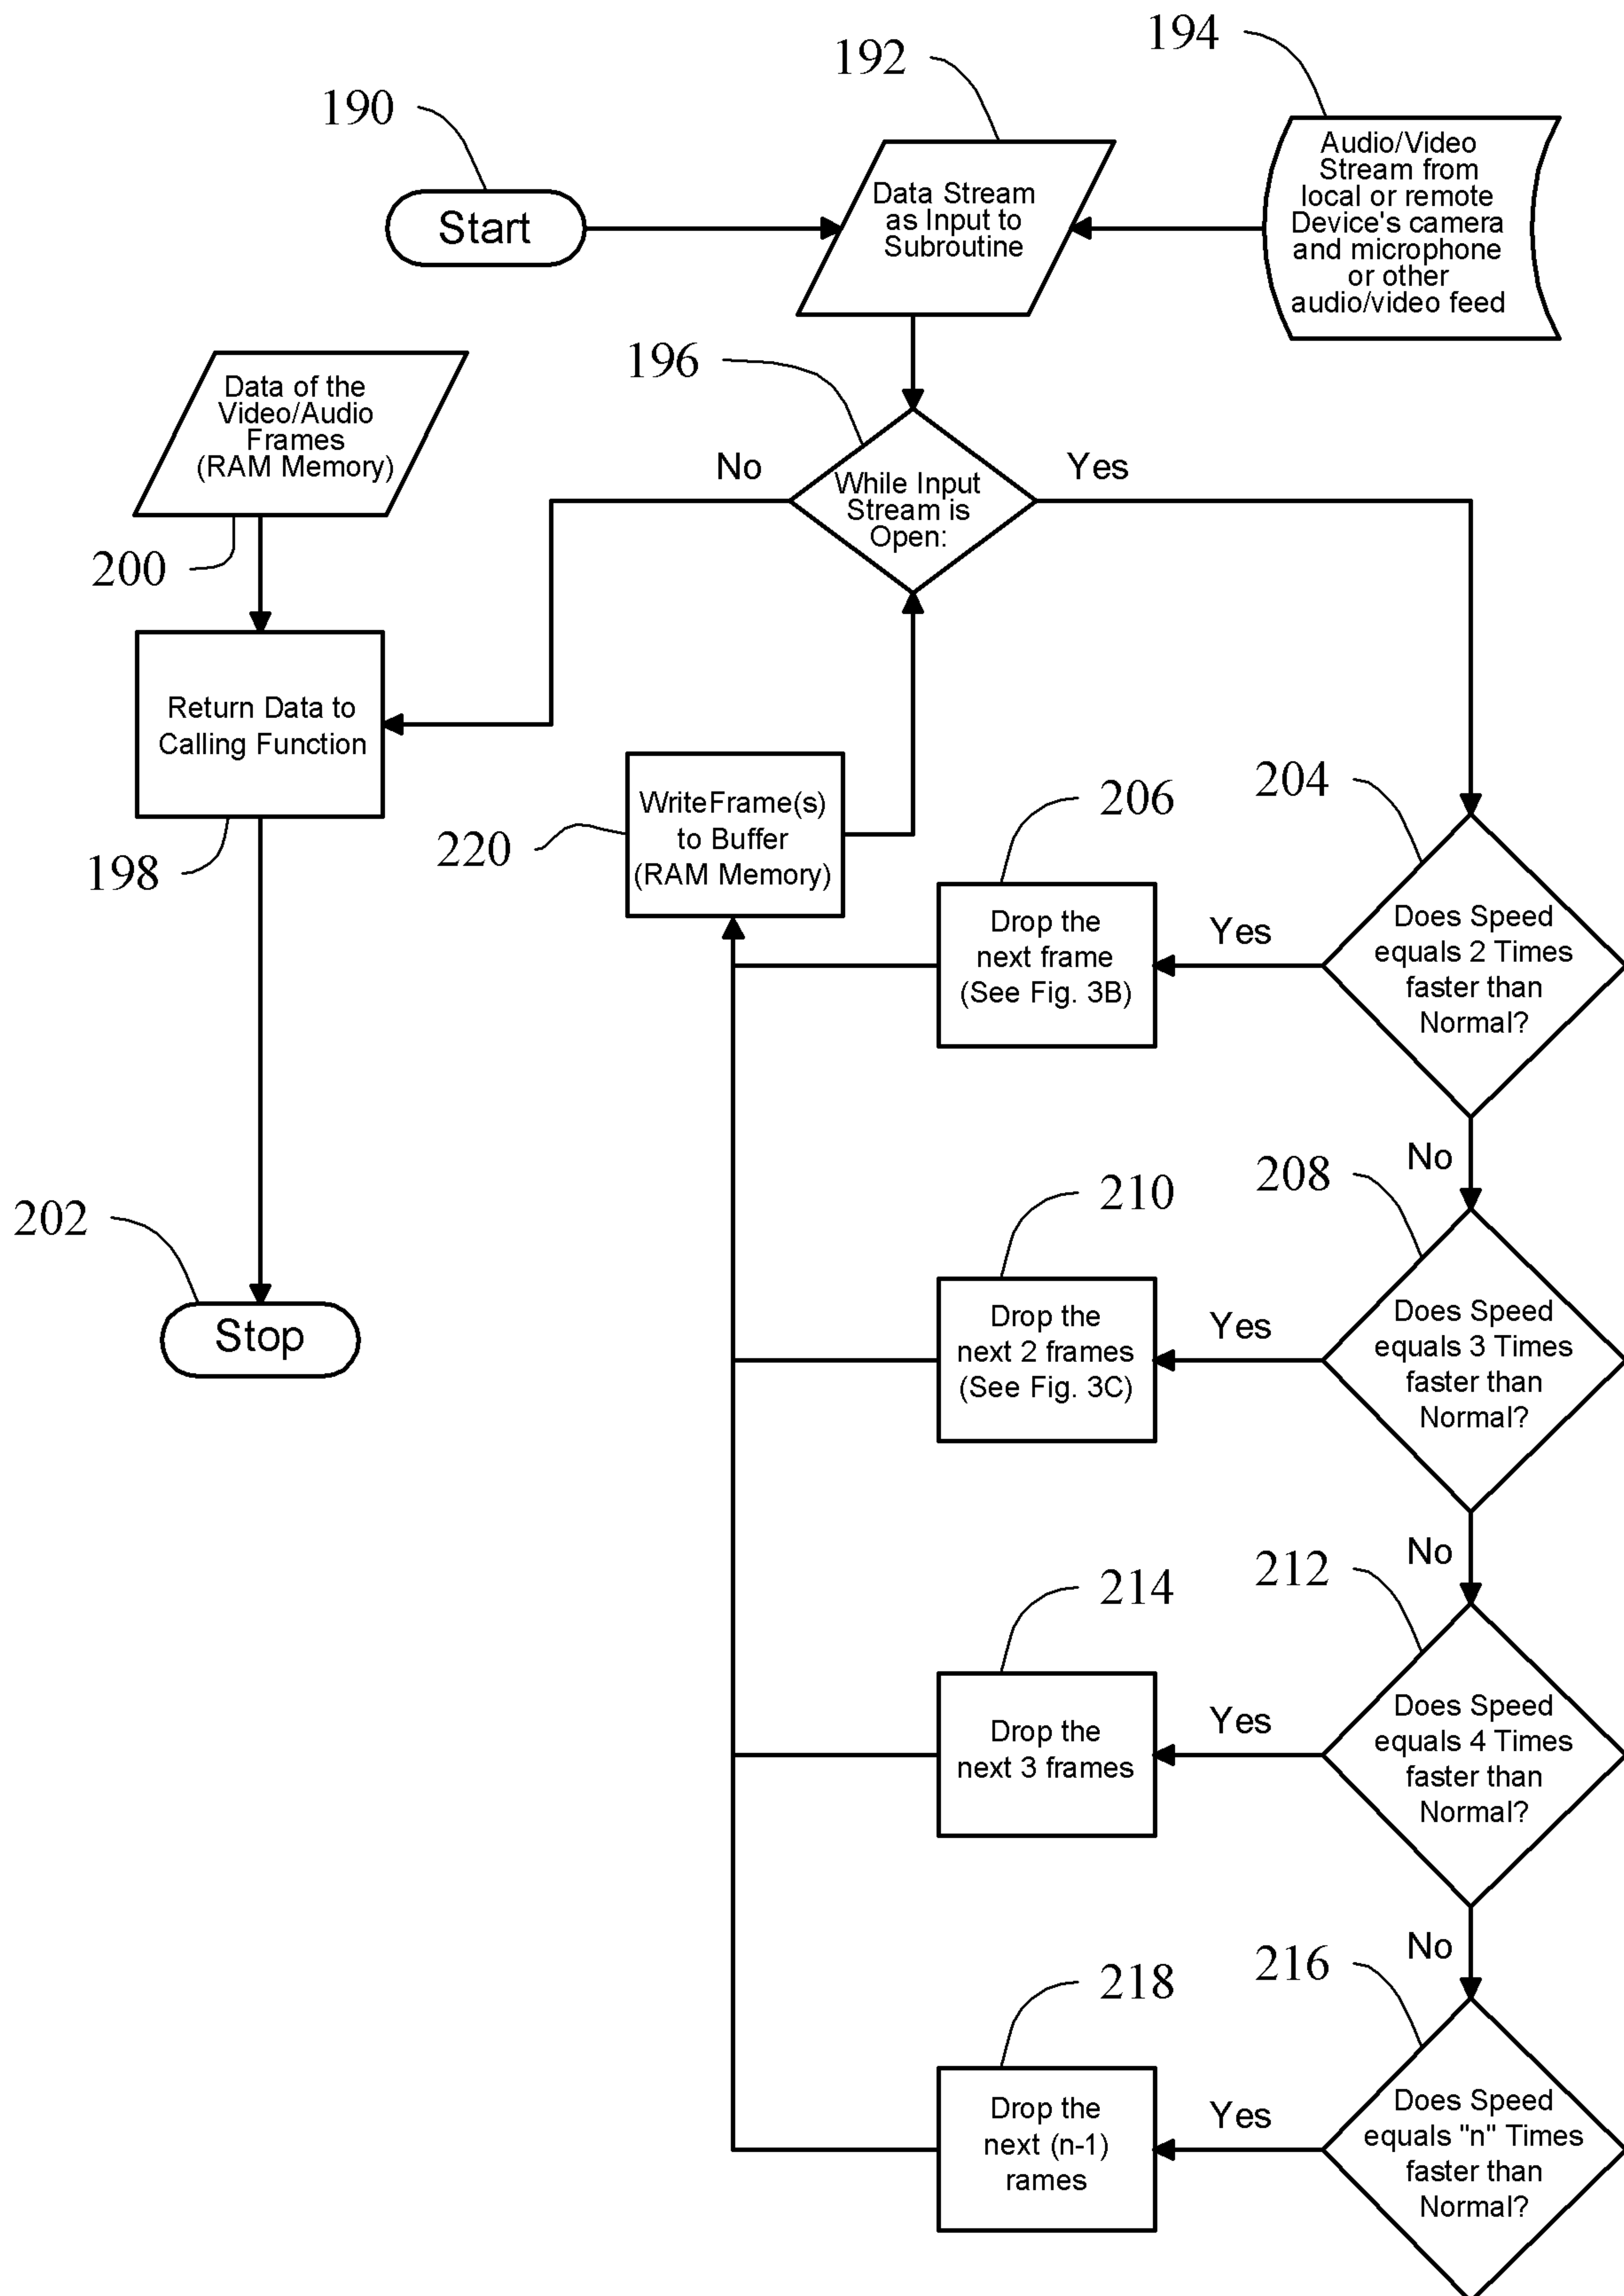 194
192
190
Audio/Video
Stream from
local or remote
Device's camera
and microphone
or other
audio/video feed
Data Stream
as Input to
Subroutine
Start
196
Data of the
Video/Audio
Frames
(RAM Memory)
No
Yes
While Input
Stream is
Open:
200
Return Data to
Calling Function
198
WriteFrame(s)
to Buffer
(RAM Memory)
220
206
204
Drop the
next frame
(See Fig. 3B)
Yes
Does Speed
equals 2 Times
faster than
Normal?
No
202
Stop
210
208
Drop the
next 2 frames
(See Fig. 3C)
Yes
Does Speed
equals 3 Times
faster than
Normal?
No
214
212
Drop the
next 3 frames
Yes
Does Speed
equals 4 Times
faster than
Normal?
No
218
216
Drop the
next (n-1)
rames
Yes
Does Speed
equals "n" Times
faster than
Normal?